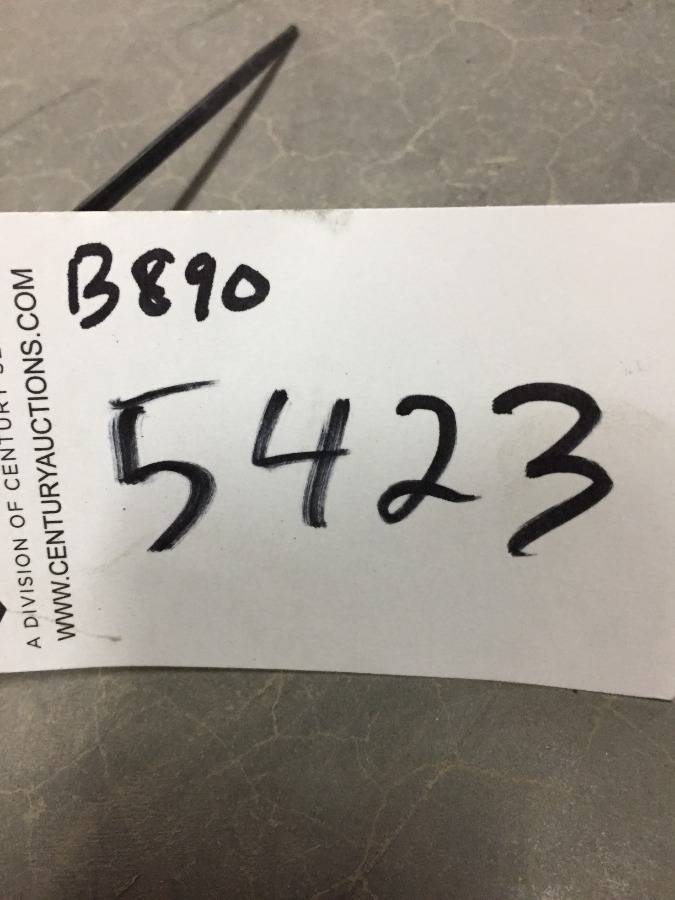 B890
5423
A DIVISION OF CENTURY
WWW.CENTURYAUCTIONS.COM